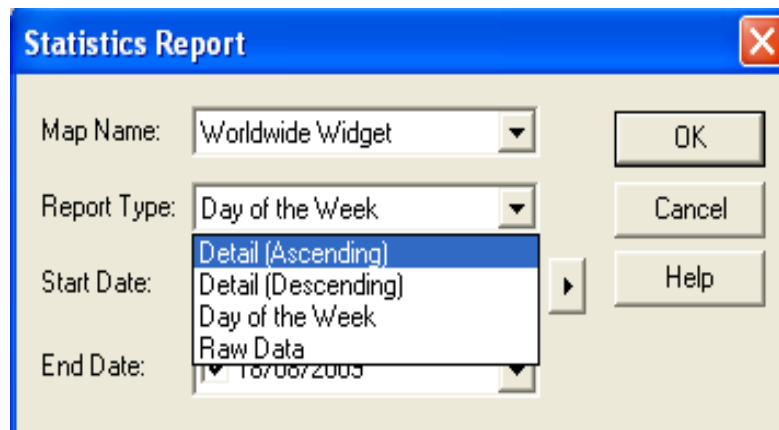 Statistics Report
Map Name: Worldwide Widget OK
Report Type: Day of the Week Cancel
Detail (Ascending)
Start Date: Detail (Descending) Help
Day of the Week
Raw Data
End Date: